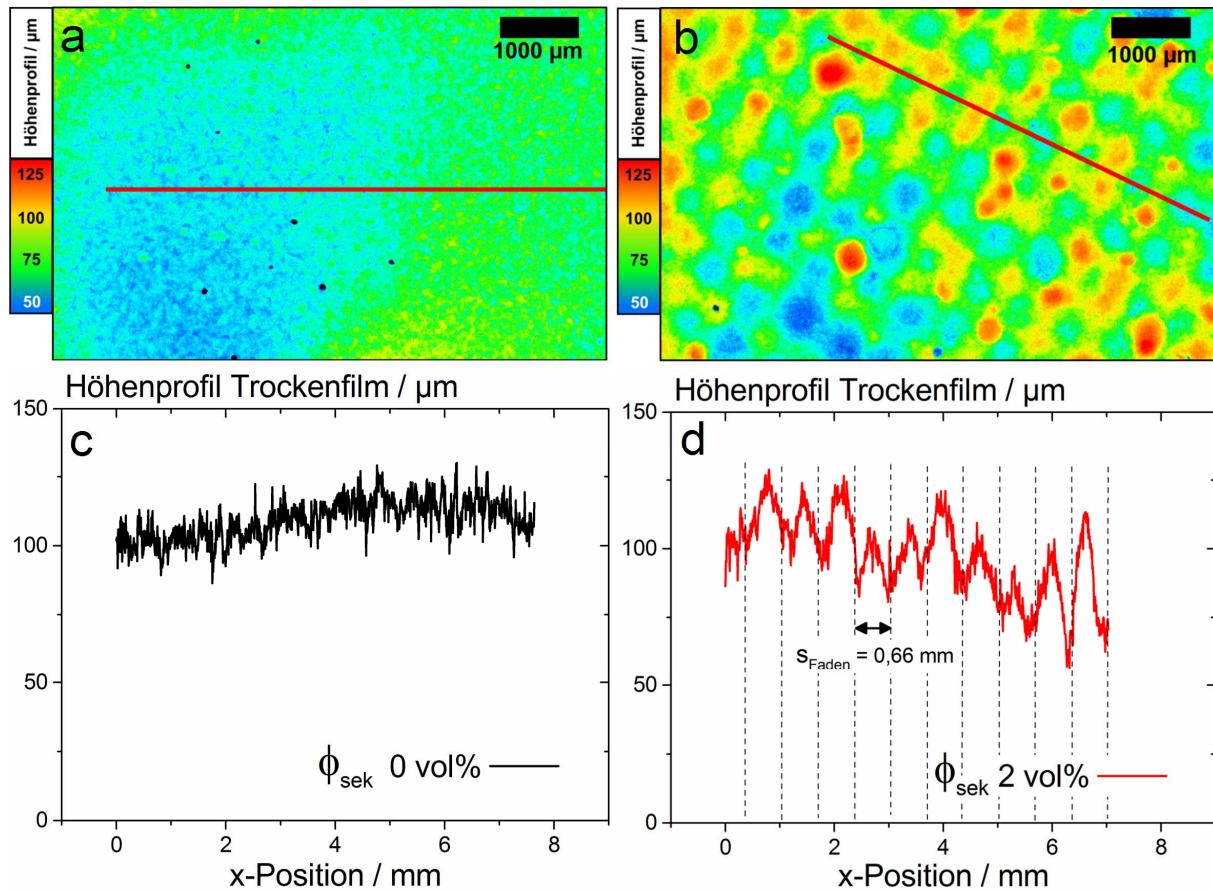 a
1000 µm
Höhenprofil / µm
125
100
75
50
b
1000 µm
Höhenprofil / µm
125
100
75
50
Höhenprofil Trockenfilm / µm
c
150
100
50
0
ϕsek 0 vol%
0 2 4 6 8
x-Position / mm
Höhenprofil Trockenfilm / µm
d
150
100
50
0
sFaden = 0,66 mm
ϕsek 2 vol%
0 2 4 6 8
x-Position / mm